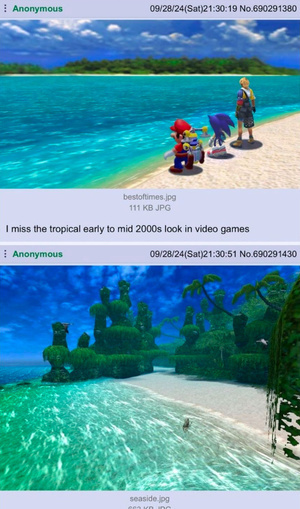 Anonymous 09/28/24(Sat)21:30:19 No.690291380
bestoftimes.jpg
111 KB JPG
I miss the tropical early to mid 2000s look in video games
Anonymous 09/28/24(Sat)21:30:51 No.690291430
seaside.jpg